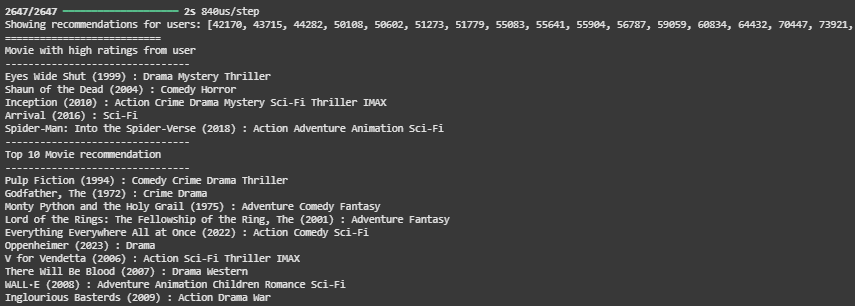 2647/2647 ━━━━━━━━━━━━━━━━━━━━ 2s 840us/step
Showing recommendations for users: [42170, 43715, 44282, 50108, 50602, 51273, 51779, 55083, 55641, 55904, 56787, 59059, 60834, 64432, 70447, 73921,
===========================
Movie with high ratings from user
--------------------------------
Eyes Wide Shut (1999) : Drama Mystery Thriller
Shaun of the Dead (2004) : Comedy Horror
Inception (2010) : Action Crime Drama Mystery Sci-Fi Thriller IMAX
Arrival (2016) : Sci-Fi
Spider-Man: Into the Spider-Verse (2018) : Action Adventure Animation Sci-Fi
--------------------------------
Top 10 Movie recommendation
--------------------------------
Pulp Fiction (1994) : Comedy Crime Drama Thriller
Godfather, The (1972) : Crime Drama
Monty Python and the Holy Grail (1975) : Adventure Comedy Fantasy
Lord of the Rings: The Fellowship of the Ring, The (2001) : Adventure Fantasy
Everything Everywhere All at Once (2022) : Action Comedy Sci-Fi
Oppenheimer (2023) : Drama
V for Vendetta (2006) : Action Sci-Fi Thriller IMAX
There Will Be Blood (2007) : Drama Western
WALL·E (2008) : Adventure Animation Children Romance Sci-Fi
Inglourious Basterds (2009) : Action Drama War